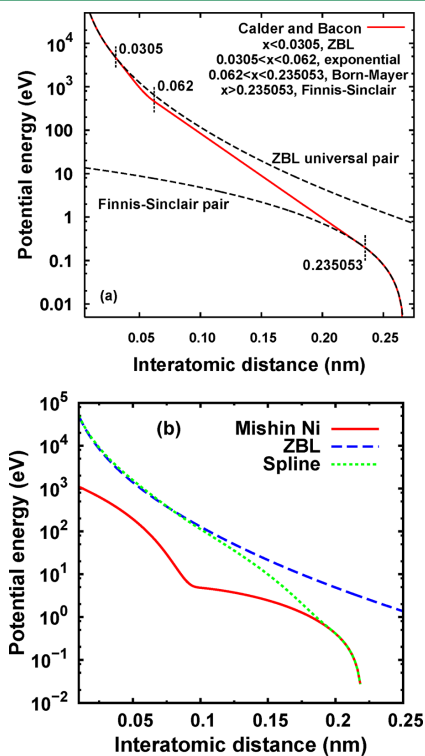 10⁴
10³
100
10
1
0.1
0.01
Potential energy (eV)
Calder and Bacon
x<0.0305, ZBL
0.0305<x<0.062, exponential
0.062<x<0.235053, Born-Mayer
x>0.235053, Finnis-Sinclair
0.0305
0.062
ZBL universal pair
Finnis-Sinclair pair
0.235053
(a)
0.05 0.10 0.15 0.20 0.25
Interatomic distance (nm)
10⁵
10⁴
10³
10²
10¹
10⁰
10⁻¹
10⁻²
Potential energy (eV)
(b)
Mishin Ni
ZBL
Spline
0.05 0.1 0.15 0.20 0.25
Interatomic distance (nm)